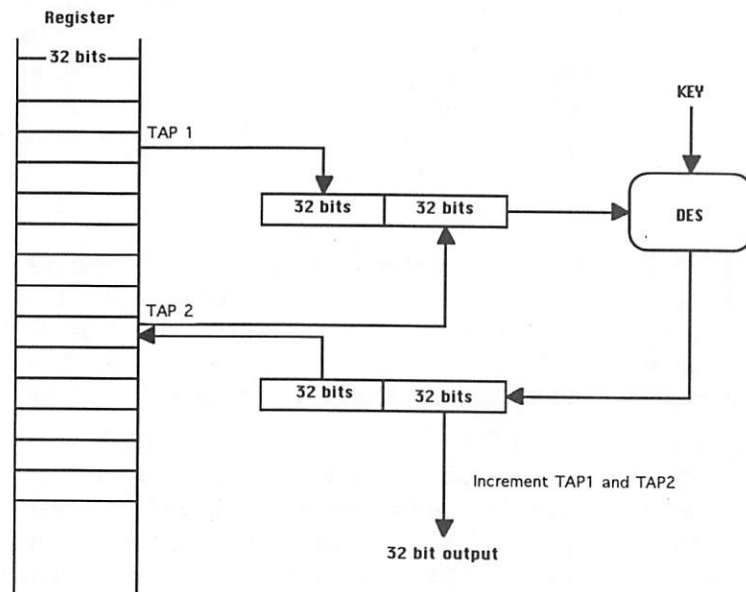 Register
32 bits
KEY
TAP 1
32 bits 32 bits
DES
TAP 2
32 bits 32 bits
Increment TAP1 and TAP2
32 bit output